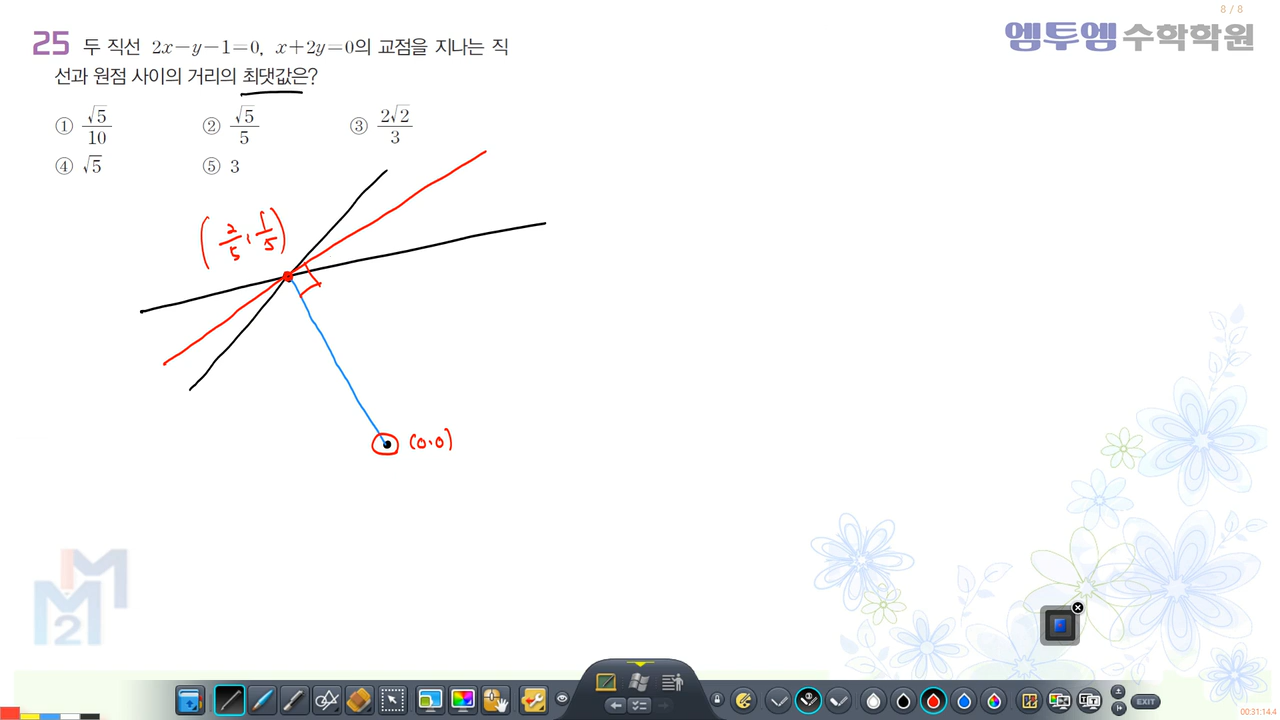 8 / 8
엠투엠수학학원
25 두 직선 2x−y−1=0, x+2y=0의 교점을 지나는 직
선과 원점 사이의 거리의 최댓값은?
① √5/10 ② √5/5 ③ 2√2/3
④ √5 ⑤ 3
(2/5, 1/5)
(0.0)
M M 2
EXIT
00:31:14.4